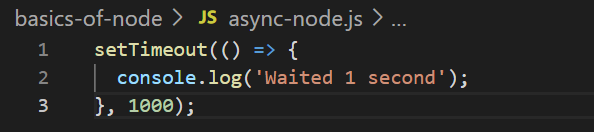 basics-of-node > JS async-node.js > ...
1 setTimeout(() => {
2 console.log('Waited 1 second');
3 }, 1000);